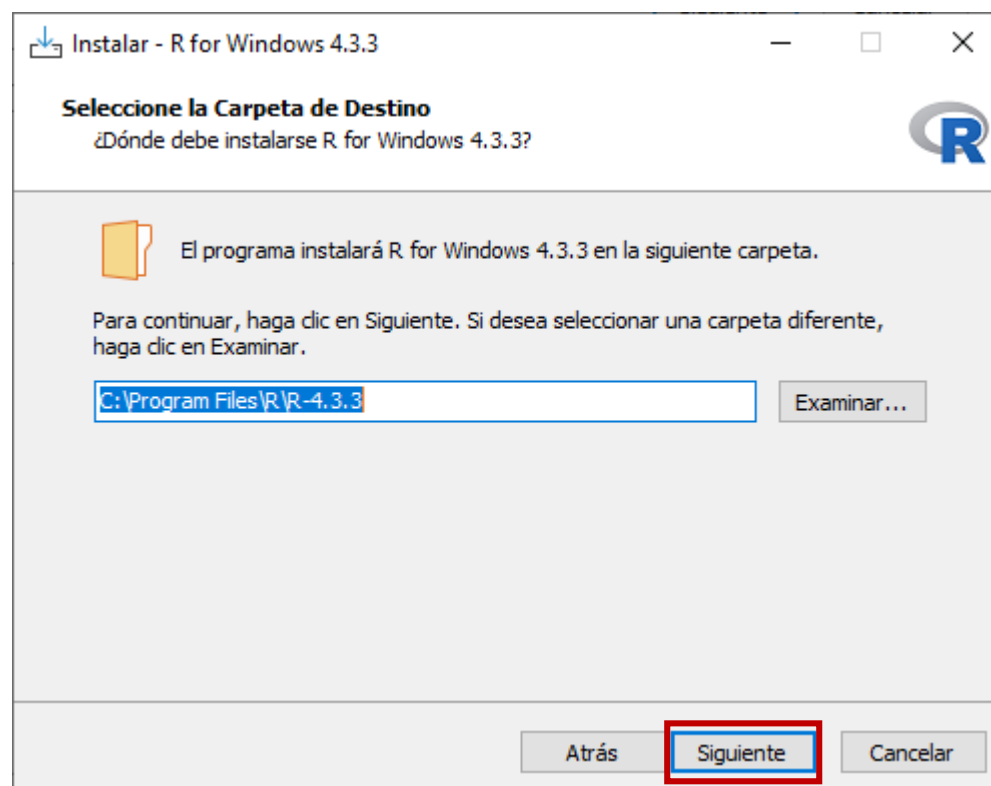 Instalar - R for Windows 4.3.3
Seleccione la Carpeta de Destino
¿Dónde debe instalarse R for Windows 4.3.3?
R
El programa instalará R for Windows 4.3.3 en la siguiente carpeta.
Para continuar, haga clic en Siguiente. Si desea seleccionar una carpeta diferente,
haga clic en Examinar.
C:\Program Files\R\R-4.3.3
Examinar...
Atrás
Siguiente
Cancelar